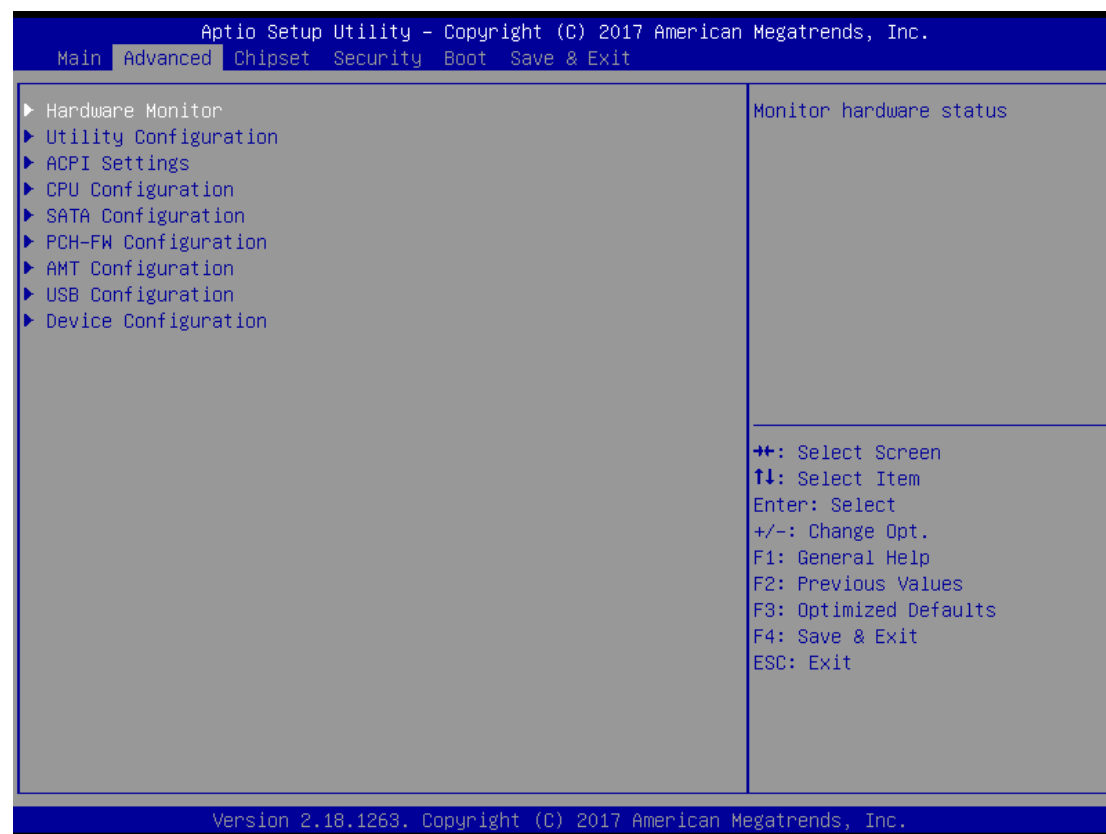 Aptio Setup Utility – Copyright (C) 2017 American Megatrends, Inc.
Main Advanced Chipset Security Boot Save & Exit
▶ Hardware Monitor
▶ Utility Configuration
▶ ACPI Settings
▶ CPU Configuration
▶ SATA Configuration
▶ PCH-FW Configuration
▶ AMT Configuration
▶ USB Configuration
▶ Device Configuration
Monitor hardware status
→←: Select Screen
↑↓: Select Item
Enter: Select
+/-: Change Opt.
F1: General Help
F2: Previous Values
F3: Optimized Defaults
F4: Save & Exit
ESC: Exit
Version 2.18.1263. Copyright (C) 2017 American Megatrends, Inc.